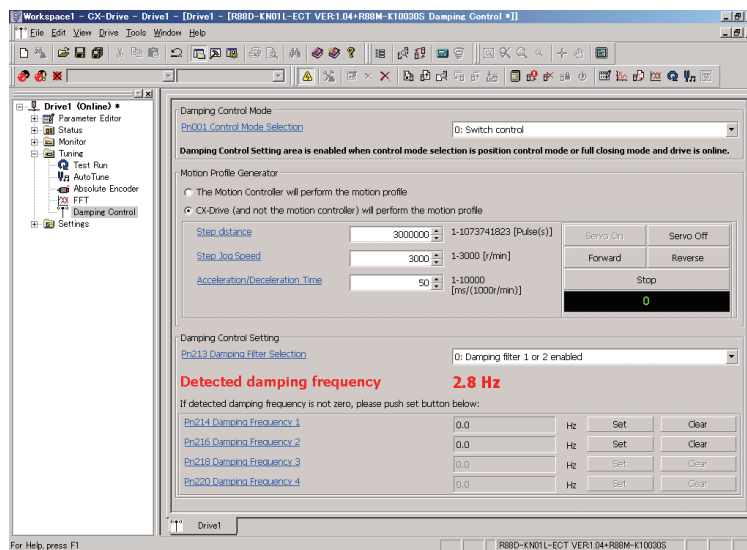 Workspace1 - CX-Drive - Drive1 - [Drive1 - [R88D-KN01L-ECT VER:1.04+R88M-K10030S Damping Control *]]
File Edit View Drive Tools Window Help
Drive1 (Online) *
Parameter Editor
Status
Monitor
Tuning
Test Run
AutoTune
Absolute Encoder
FFT
Damping Control
Settings
Damping Control Mode
Pn001 Control Mode Selection
0: Switch control
Damping Control Setting area is enabled when control mode selection is position control mode or full closing mode and drive is online.
Motion Profile Generator
The Motion Controller will perform the motion profile
CX-Drive (and not the motion controller) will perform the motion profile
Step distance 3000000 1-1073741823 [Pulse(s)] Servo On Servo Off
Step Jog Speed 3000 1-3000 [r/min] Forward Reverse
Acceleration/Deceleration Time 50 1-10000 Stop
[ms/(1000r/min)]
0
Damping Control Setting
Pn213 Damping Filter Selection 0: Damping filter 1 or 2 enabled
Detected damping frequency 2.8 Hz
If detected damping frequency is not zero, please push set button below:
Pn214 Damping Frequency 1 0.0 Hz Set Clear
Pn216 Damping Frequency 2 0.0 Hz Set Clear
Pn218 Damping Frequency 3 0.0 Hz Set Clear
Pn220 Damping Frequency 4 0.0 Hz Set Clear
Drive1
For Help, press F1 R88D-KN01L-ECT VER:1.04+R88M-K10030S